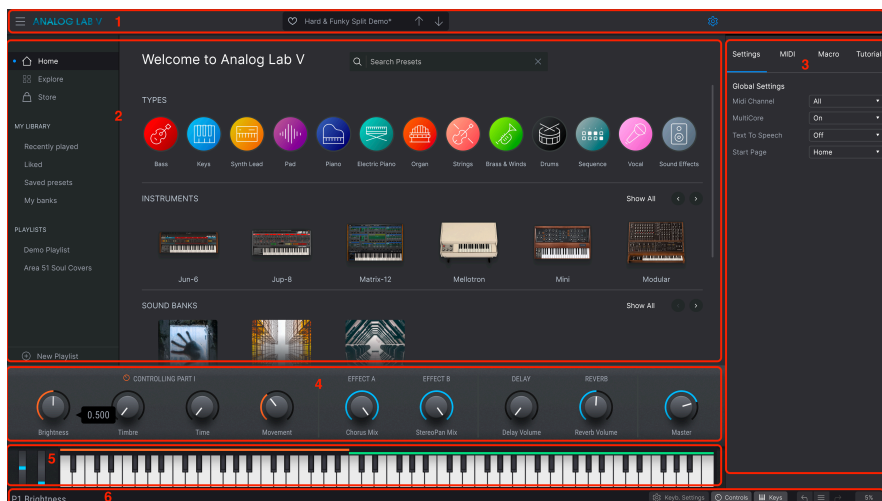 ANALOG LAB V
1
Hard & Funky Split Demo*
Home
Explore
Store
2
MY LIBRARY
Recently played
Liked
Saved presets
My banks
PLAYLISTS
Demo Playlist
Area 51 Soul Covers
New Playlist
Welcome to Analog Lab V
Search Presets
TYPES
Bass Keys Synth Lead Pad Piano Electric Piano Organ Strings Brass & Winds Drums Sequence Vocal Sound Effects
INSTRUMENTS
Show All
Jun-6 Jup-8 Matrix-12 Mellotron Mini Modular
SOUND BANKS
Show All
Settings MIDI Macro Tutorial
3
Global Settings
Midi Channel All
MultiCore On
Text To Speech Off
Start Page Home
CONTROLLING PART I
4
EFFECT A EFFECT B DELAY REVERB
0.500
Brightness Timbre Time Movement Chorus Mix StereoPan Mix Delay Volume Reverb Volume Master
5
P1 Brightness
6
Keyb. Settings Controls Keys 5%